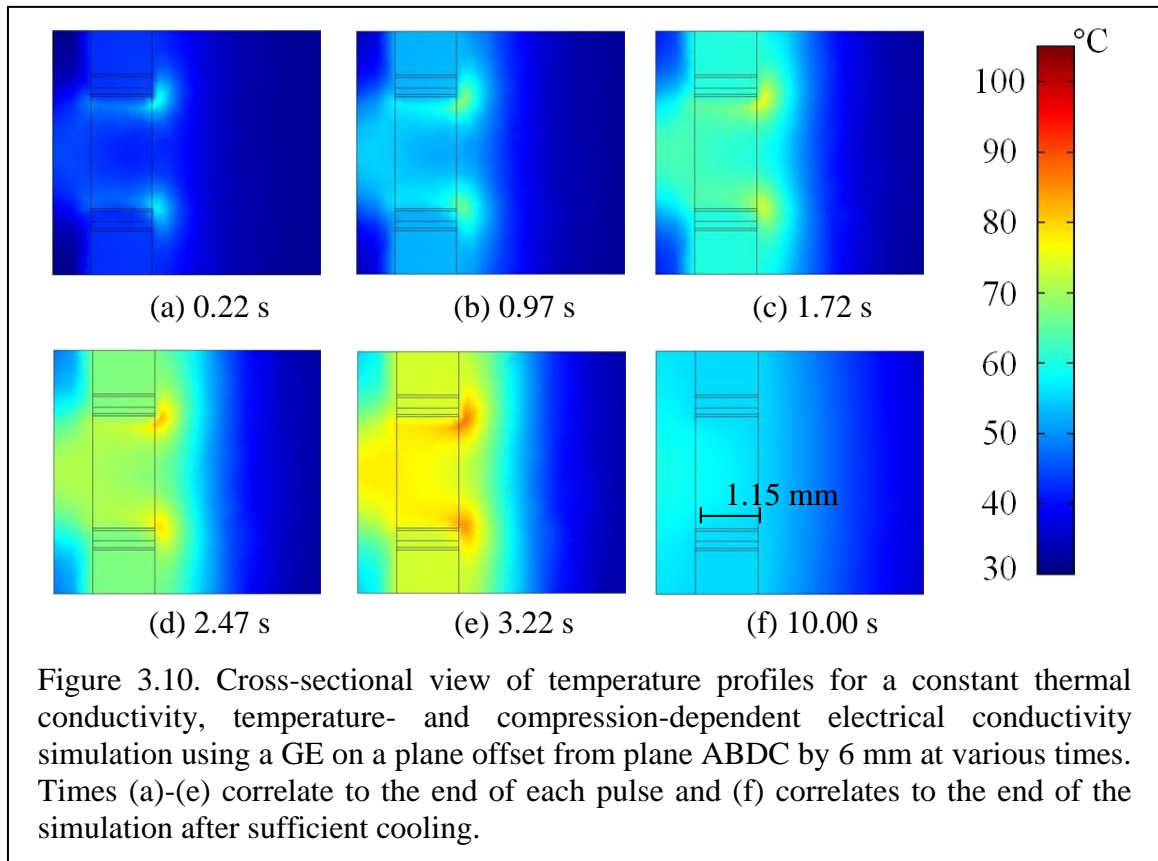 °C
100
90
80
70
60
50
40
30
(a) 0.22 s
(b) 0.97 s
(c) 1.72 s
1.15 mm
(d) 2.47 s
(e) 3.22 s
(f) 10.00 s
Figure 3.10. Cross-sectional view of temperature profiles for a constant thermal
conductivity, temperature- and compression-dependent electrical conductivity
simulation using a GE on a plane offset from plane ABDC by 6 mm at various times.
Times (a)-(e) correlate to the end of each pulse and (f) correlates to the end of the
simulation after sufficient cooling.